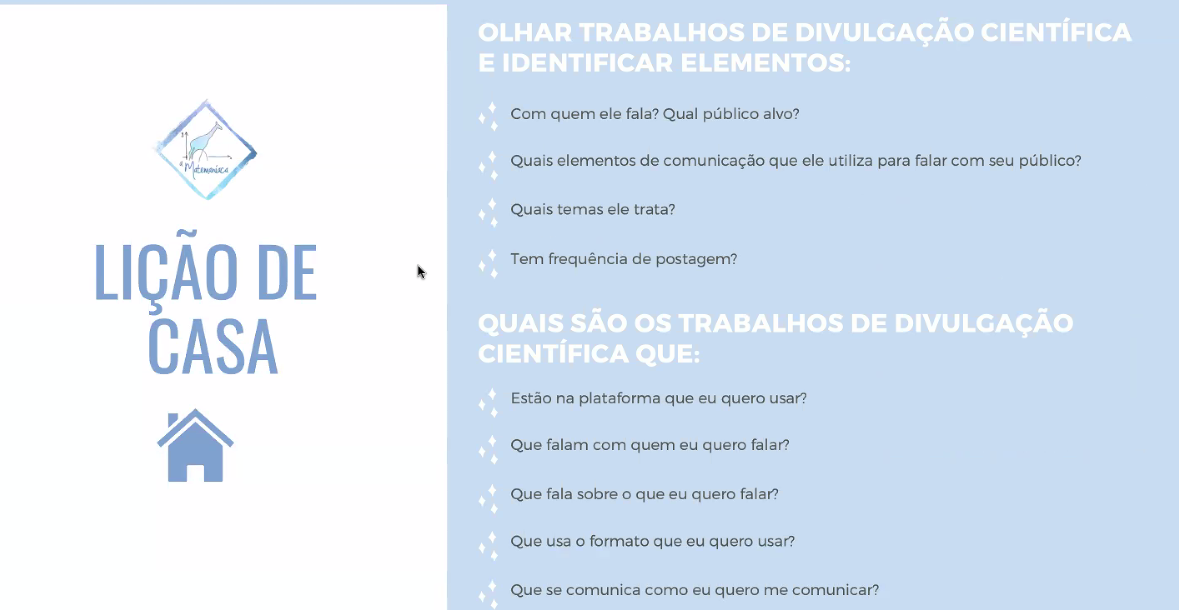 Matemaníaca
LIÇÃO DE
CASA
OLHAR TRABALHOS DE DIVULGAÇÃO CIENTÍFICA
E IDENTIFICAR ELEMENTOS:
Com quem ele fala? Qual público alvo?
Quais elementos de comunicação que ele utiliza para falar com seu público?
Quais temas ele trata?
Tem frequência de postagem?
QUAIS SÃO OS TRABALHOS DE DIVULGAÇÃO
CIENTÍFICA QUE:
Estão na plataforma que eu quero usar?
Que falam com quem eu quero falar?
Que fala sobre o que eu quero falar?
Que usa o formato que eu quero usar?
Que se comunica como eu quero me comunicar?